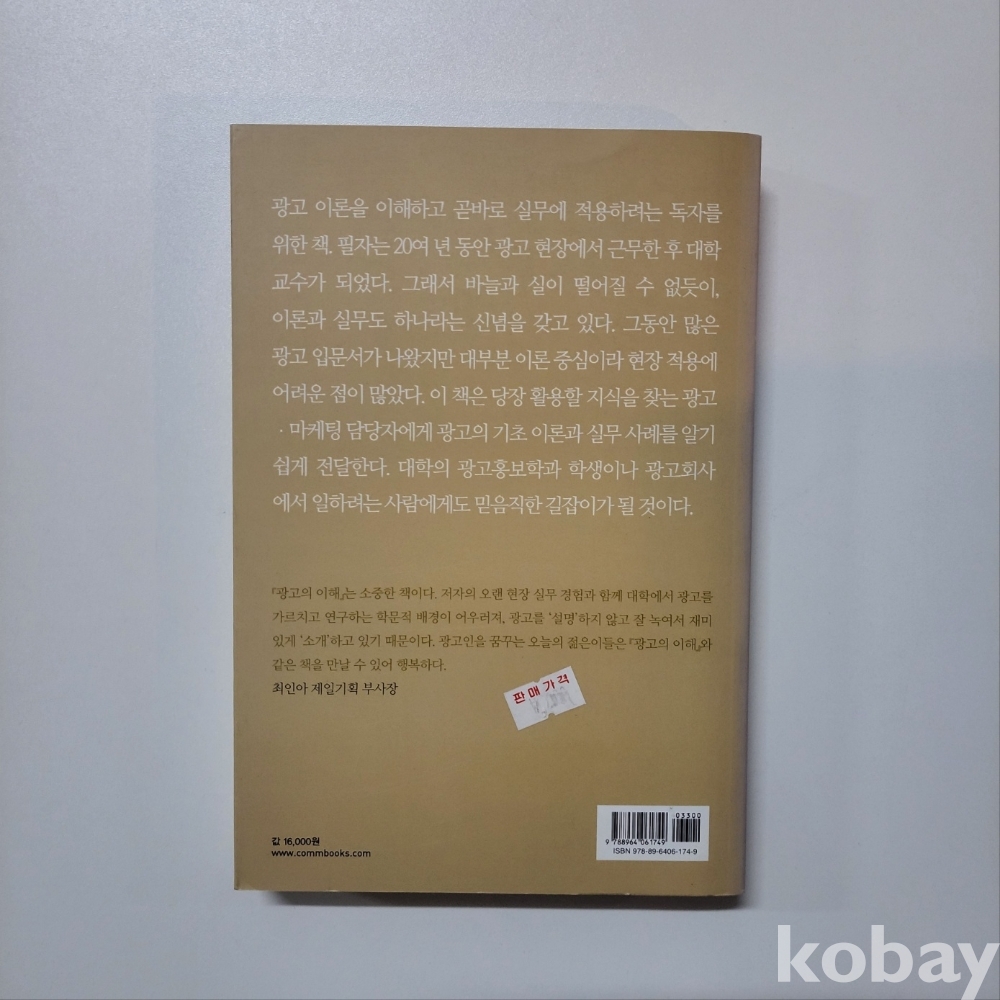 광고 이론을 이해하고 곧바로 실무에 적용하려는 독자를
위한 책. 필자는 20여 년 동안 광고 현장에서 근무한 후 대학
교수가 되었다. 그래서 바늘과 실이 떨어질 수 없듯이,
이론과 실무도 하나라는 신념을 갖고 있다. 그동안 많은
광고 입문서가 나왔지만 대부분 이론 중심이라 현장 적용에
어려운 점이 많았다. 이 책은 당장 활용할 지식을 찾는 광고
· 마케팅 담당자에게 광고의 기초 이론과 실무 사례를 알기
쉽게 전달한다. 대학의 광고홍보학과 학생이나 광고회사
에서 일하려는 사람에게도 믿음직한 길잡이가 될 것이다.
『광고의 이해』는 소중한 책이다. 저자의 오랜 현장 실무 경험과 함께 대학에서 광고를
가르치고 연구하는 학문적 배경이 어우러져, 광고를 ‘설명’하지 않고 잘 녹여서 재미
있게 ‘소개’하고 있기 때문이다. 광고인을 꿈꾸는 오늘의 젊은이들은 『광고의 이해』와
같은 책을 만날 수 있어 행복하다.
최인아 제일기획 부사장
판매가격
값 16,000원
www.commbooks.com
03300
9 788964 061749
ISBN 978-89-6406-174-9
kobay